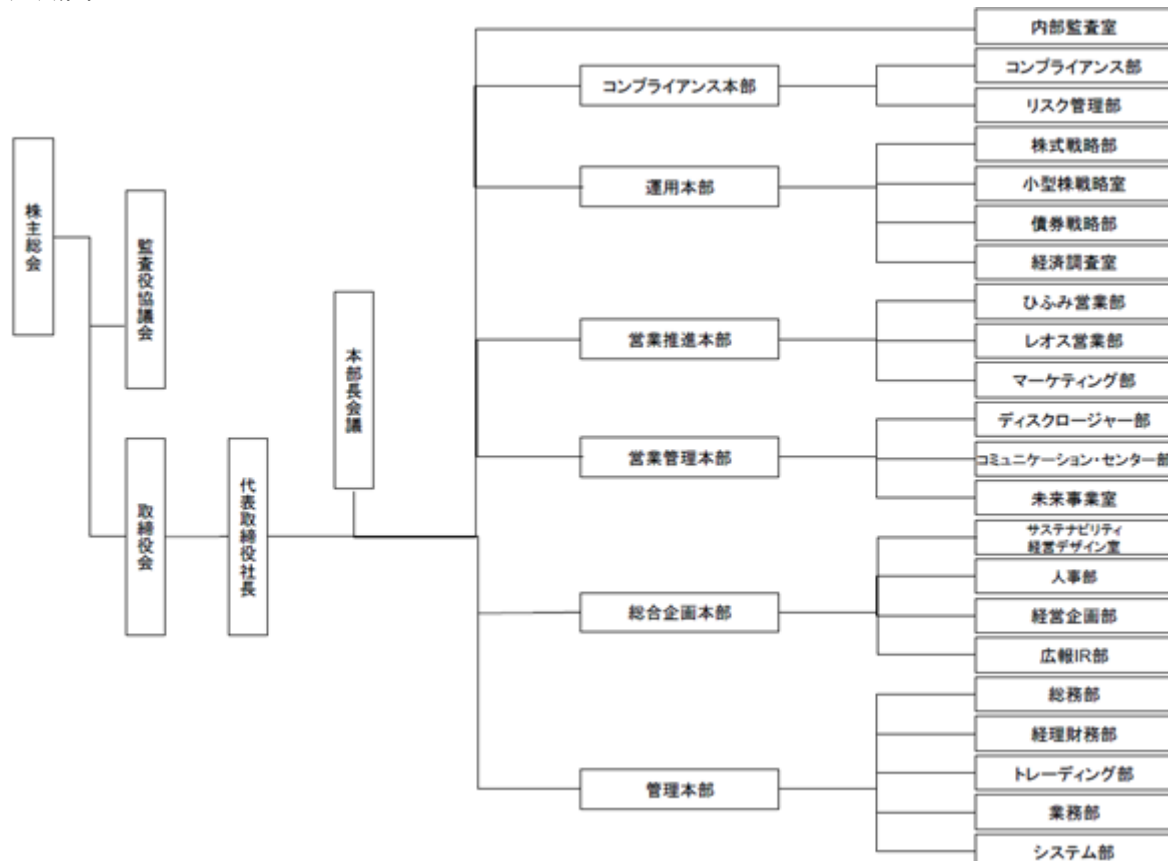 株主総会
監査役協議会
取締役会
代表取締役社長
本部長会議
コンプライアンス本部
運用本部
営業推進本部
営業管理本部
総合企画本部
管理本部
内部監査室
コンプライアンス部
リスク管理部
株式戦略部
小型株戦略室
債券戦略部
経済調査室
ひふみ営業部
レオス営業部
マーケティング部
ディスクロージャー部
コミュニケーション・センター部
未来事業室
サステナビリティ
経営デザイン室
人事部
経営企画部
広報IR部
総務部
経理財務部
トレーディング部
業務部
システム部